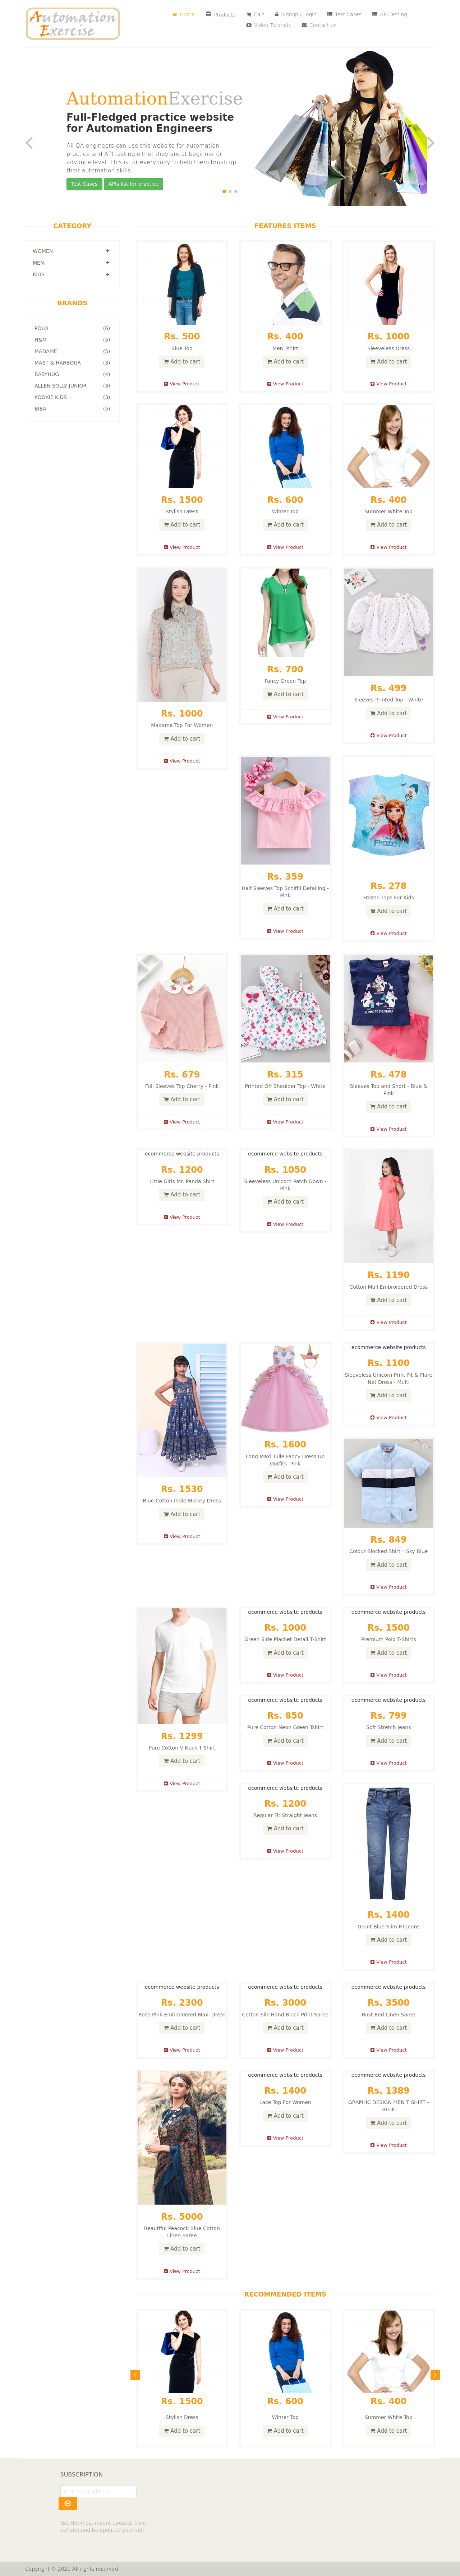 Automation
Exercise
Home
Products
Cart
Signup / Login
Test Cases
API Testing
Video Tutorials
Contact us
AutomationExercise
Full-Fledged practice website
for Automation Engineers
All QA engineers can use this website for automation
practice and API testing either they are at beginner or
advance level. This is for everybody to help them brush up
their automation skills.
Test Cases
APIs list for practice
CATEGORY
WOMEN
MEN
KIDS
BRANDS
POLO (6)
H&M (5)
MADAME (5)
MAST & HARBOUR (3)
BABYHUG (4)
ALLEN SOLLY JUNIOR (3)
KOOKIE KIDS (3)
BIBA (5)
FEATURES ITEMS
Rs. 500
Blue Top
Add to cart
View Product
Rs. 400
Men Tshirt
Add to cart
View Product
Rs. 1000
Sleeveless Dress
Add to cart
View Product
Rs. 1500
Stylish Dress
Add to cart
View Product
Rs. 600
Winter Top
Add to cart
View Product
Rs. 400
Summer White Top
Add to cart
View Product
Rs. 1000
Madame Top For Women
Add to cart
View Product
Rs. 700
Fancy Green Top
Add to cart
View Product
Rs. 499
Sleeves Printed Top - White
Add to cart
View Product
Rs. 359
Half Sleeves Top Schiffli Detailing -
Pink
Add to cart
View Product
FROZEN
Rs. 278
Frozen Tops For Kids
Add to cart
View Product
Rs. 679
Full Sleeves Top Cherry - Pink
Add to cart
View Product
Rs. 315
Printed Off Shoulder Top - White
Add to cart
View Product
Rs. 478
Sleeves Top and Short - Blue &
Pink
Add to cart
View Product
ecommerce website products
Rs. 1200
Little Girls Mr. Panda Shirt
Add to cart
View Product
ecommerce website products
Rs. 1050
Sleeveless Unicorn Patch Gown -
Pink
Add to cart
View Product
Rs. 1190
Cotton Mull Embroidered Dress
Add to cart
View Product
Rs. 1530
Blue Cotton Indie Mickey Dress
Add to cart
View Product
Rs. 1600
Long Maxi Tulle Fancy Dress Up
Outfits -Pink
Add to cart
View Product
ecommerce website products
Rs. 1100
Sleeveless Unicorn Print Fit & Flare
Net Dress - Multi
Add to cart
View Product
Rs. 849
Colour Blocked Shirt – Sky Blue
Add to cart
View Product
Rs. 1299
Pure Cotton V-Neck T-Shirt
Add to cart
View Product
ecommerce website products
Rs. 1000
Green Side Placket Detail T-Shirt
Add to cart
View Product
ecommerce website products
Rs. 1500
Premium Polo T-Shirts
Add to cart
View Product
ecommerce website products
Rs. 850
Pure Cotton Neon Green Tshirt
Add to cart
View Product
ecommerce website products
Rs. 799
Soft Stretch Jeans
Add to cart
View Product
ecommerce website products
Rs. 1200
Regular Fit Straight Jeans
Add to cart
View Product
Rs. 1400
Grunt Blue Slim Fit Jeans
Add to cart
View Product
ecommerce website products
Rs. 2300
Rose Pink Embroidered Maxi Dress
Add to cart
View Product
ecommerce website products
Rs. 3000
Cotton Silk Hand Block Print Saree
Add to cart
View Product
ecommerce website products
Rs. 3500
Rust Red Linen Saree
Add to cart
View Product
Rs. 5000
Beautiful Peacock Blue Cotton
Linen Saree
Add to cart
View Product
ecommerce website products
Rs. 1400
Lace Top For Women
Add to cart
View Product
ecommerce website products
Rs. 1389
GRAPHIC DESIGN MEN T SHIRT -
BLUE
Add to cart
View Product
RECOMMENDED ITEMS
Rs. 1500
Stylish Dress
Add to cart
Rs. 600
Winter Top
Add to cart
Rs. 400
Summer White Top
Add to cart
SUBSCRIPTION
Your email address
Get the most recent updates from
our site and be updated your self...
Copyright © 2021 All rights reserved